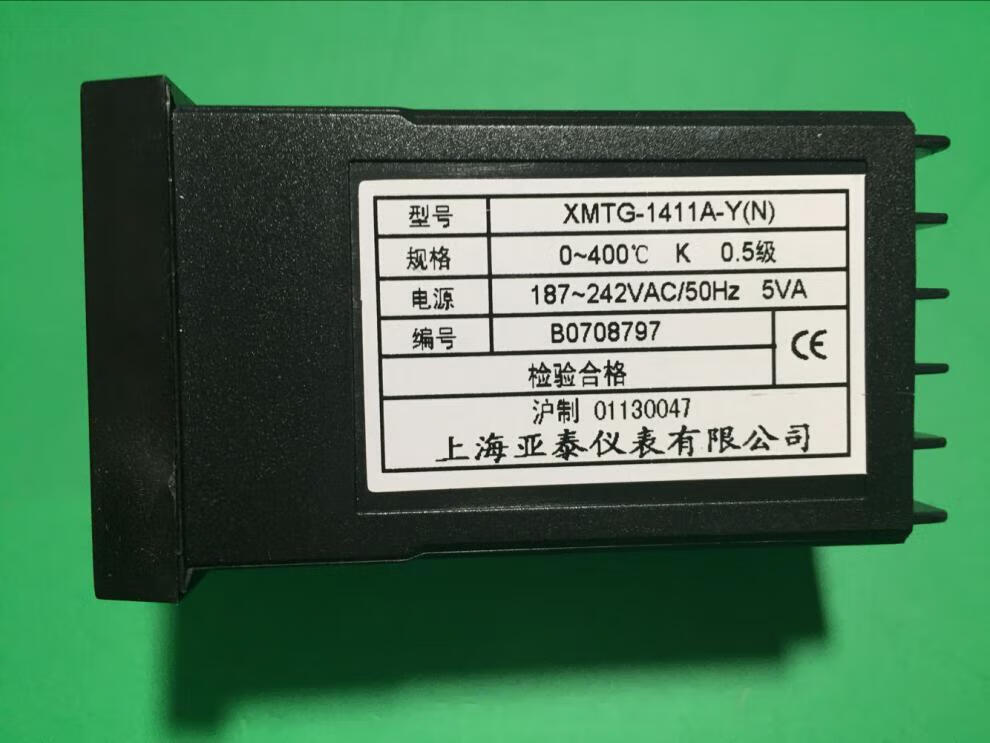 型号 XMTG-1411A-Y(N)
规格 0~400℃ K 0.5级
电源 187~242VAC/50Hz 5VA
编号 B0708797
CE
检验合格
沪制 01130047
上海亚泰仪表有限公司